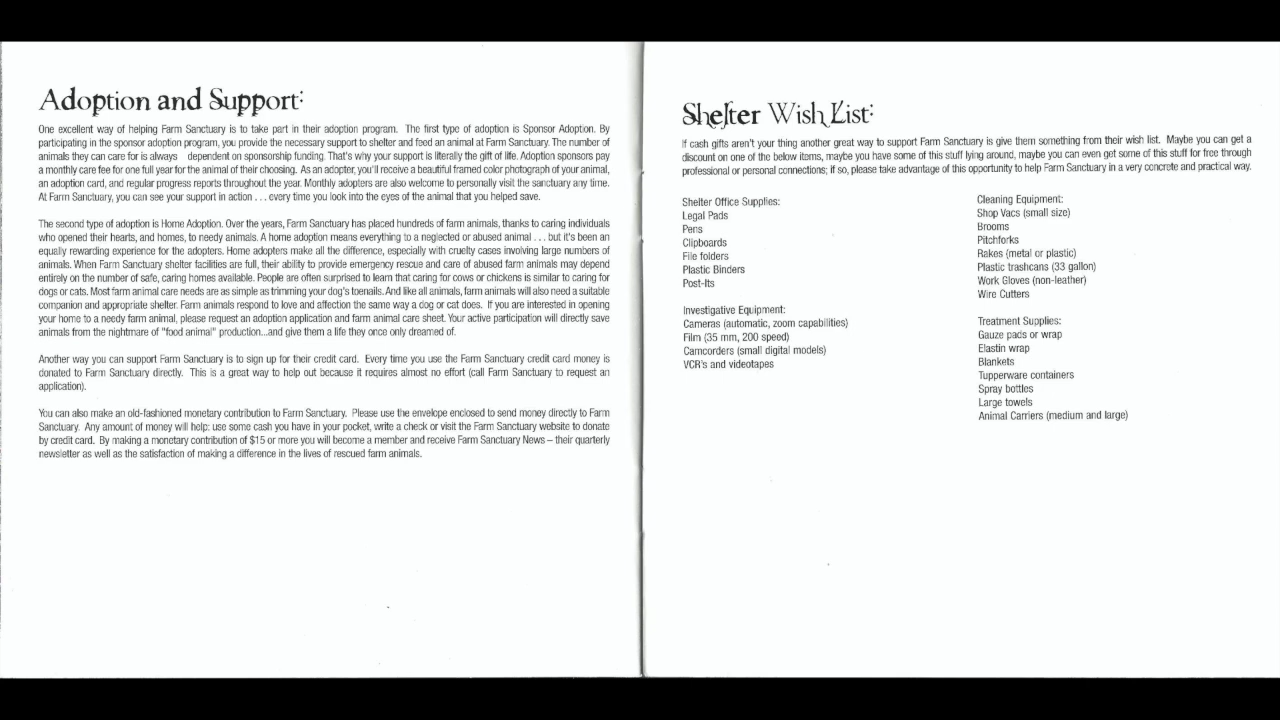 Adoption and Support:
One excellent way of helping Farm Sanctuary is to take part in their adoption program. The first type of adoption is Sponsor Adoption. By
participating in the sponsor adoption program, you provide the necessary support to shelter and feed an animal at Farm Sanctuary. The number of
animals they can care for is always dependent on sponsorship funding. That's why your support is literally the gift of life. Adoption sponsors pay
a monthly care fee for one full year for the animal of their choosing. As an adopter, you'll receive a beautiful framed color photograph of your animal,
an adoption card, and regular progress reports throughout the year. Monthly adopters are also welcome to personally visit the sanctuary any time.
At Farm Sanctuary, you can see your support in action . . . every time you look into the eyes of the animal that you helped save.
The second type of adoption is Home Adoption. Over the years, Farm Sanctuary has placed hundreds of farm animals, thanks to caring individuals
who opened their hearts, and homes, to needy animals. A home adoption means everything to a neglected or abused animal . . . but it's been an
equally rewarding experience for the adopters. Home adopters make all the difference, especially with cruelty cases involving large numbers of
animals. When Farm Sanctuary shelter facilities are full, their ability to provide emergency rescue and care of abused farm animals may depend
entirely on the number of safe, caring homes available. People are often surprised to learn that caring for cows or chickens is similar to caring for
dogs or cats. Most farm animal care needs are as simple as trimming your dog's toenails. And like all animals, farm animals will also need a suitable
companion and appropriate shelter. Farm animals respond to love and affection the same way a dog or cat does. If you are interested in opening
your home to a needy farm animal, please request an adoption application and farm animal care sheet. Your active participation will directly save
animals from the nightmare of "food animal" production...and give them a life they once only dreamed of.
Another way you can support Farm Sanctuary is to sign up for their credit card. Every time you use the Farm Sanctuary credit card money is
donated to Farm Sanctuary directly. This is a great way to help out because it requires almost no effort (call Farm Sanctuary to request an
application).
You can also make an old-fashioned monetary contribution to Farm Sanctuary. Please use the envelope enclosed to send money directly to Farm
Sanctuary. Any amount of money will help: use some cash you have in your pocket, write a check or visit the Farm Sanctuary website to donate
by credit card. By making a monetary contribution of $15 or more you will become a member and receive Farm Sanctuary News – their quarterly
newsletter as well as the satisfaction of making a difference in the lives of rescued farm animals.
Shelter Wish List:
If cash gifts aren't your thing another great way to support Farm Sanctuary is give them something from their wish list. Maybe you can get a
discount on one of the below items, maybe you have some of this stuff lying around, maybe you can even get some of this stuff for free through
professional or personal connections; if so, please take advantage of this opportunity to help Farm Sanctuary in a very concrete and practical way.
Shelter Office Supplies:
Legal Pads
Pens
Clipboards
File folders
Plastic Binders
Post-Its
Investigative Equipment:
Cameras (automatic, zoom capabilities)
Film (35 mm, 200 speed)
Camcorders (small digital models)
VCR's and videotapes
Cleaning Equipment:
Shop Vacs (small size)
Brooms
Pitchforks
Rakes (metal or plastic)
Plastic trashcans (33 gallon)
Work Gloves (non-leather)
Wire Cutters
Treatment Supplies:
Gauze pads or wrap
Elastin wrap
Blankets
Tupperware containers
Spray bottles
Large towels
Animal Carriers (medium and large)